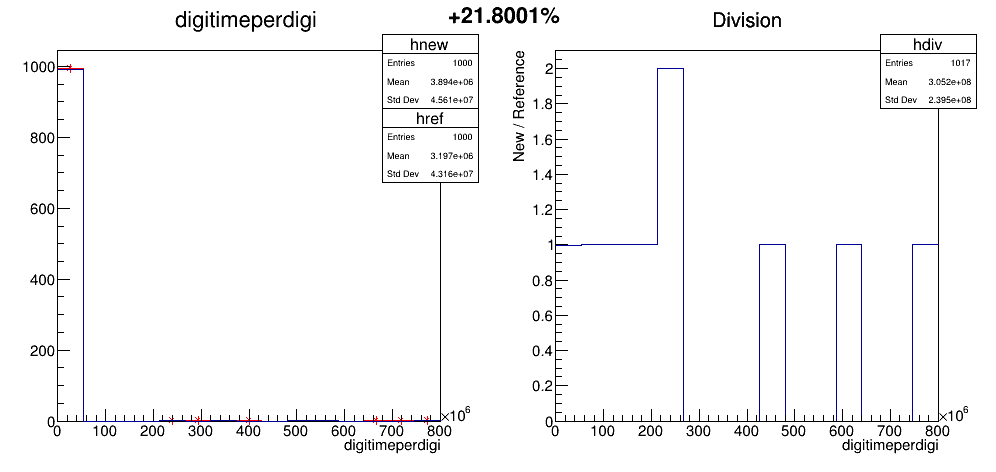 digitimeperdigi
+21.8001%
Division
hnew
Entries 1000
Mean 3.894e+06
Std Dev 4.561e+07
href
Entries 1000
Mean 3.197e+06
Std Dev 4.316e+07
1000
800
600
400
200
0
0 100 200 300 400 500 600 700 800
×10⁶
digitimeperdigi
hdiv
Entries 1017
Mean 3.052e+08
Std Dev 2.395e+08
New / Reference
2
1.8
1.6
1.4
1.2
1
0.8
0.6
0.4
0.2
0
0 100 200 300 400 500 600 700 800
×10⁶
digitimeperdigi